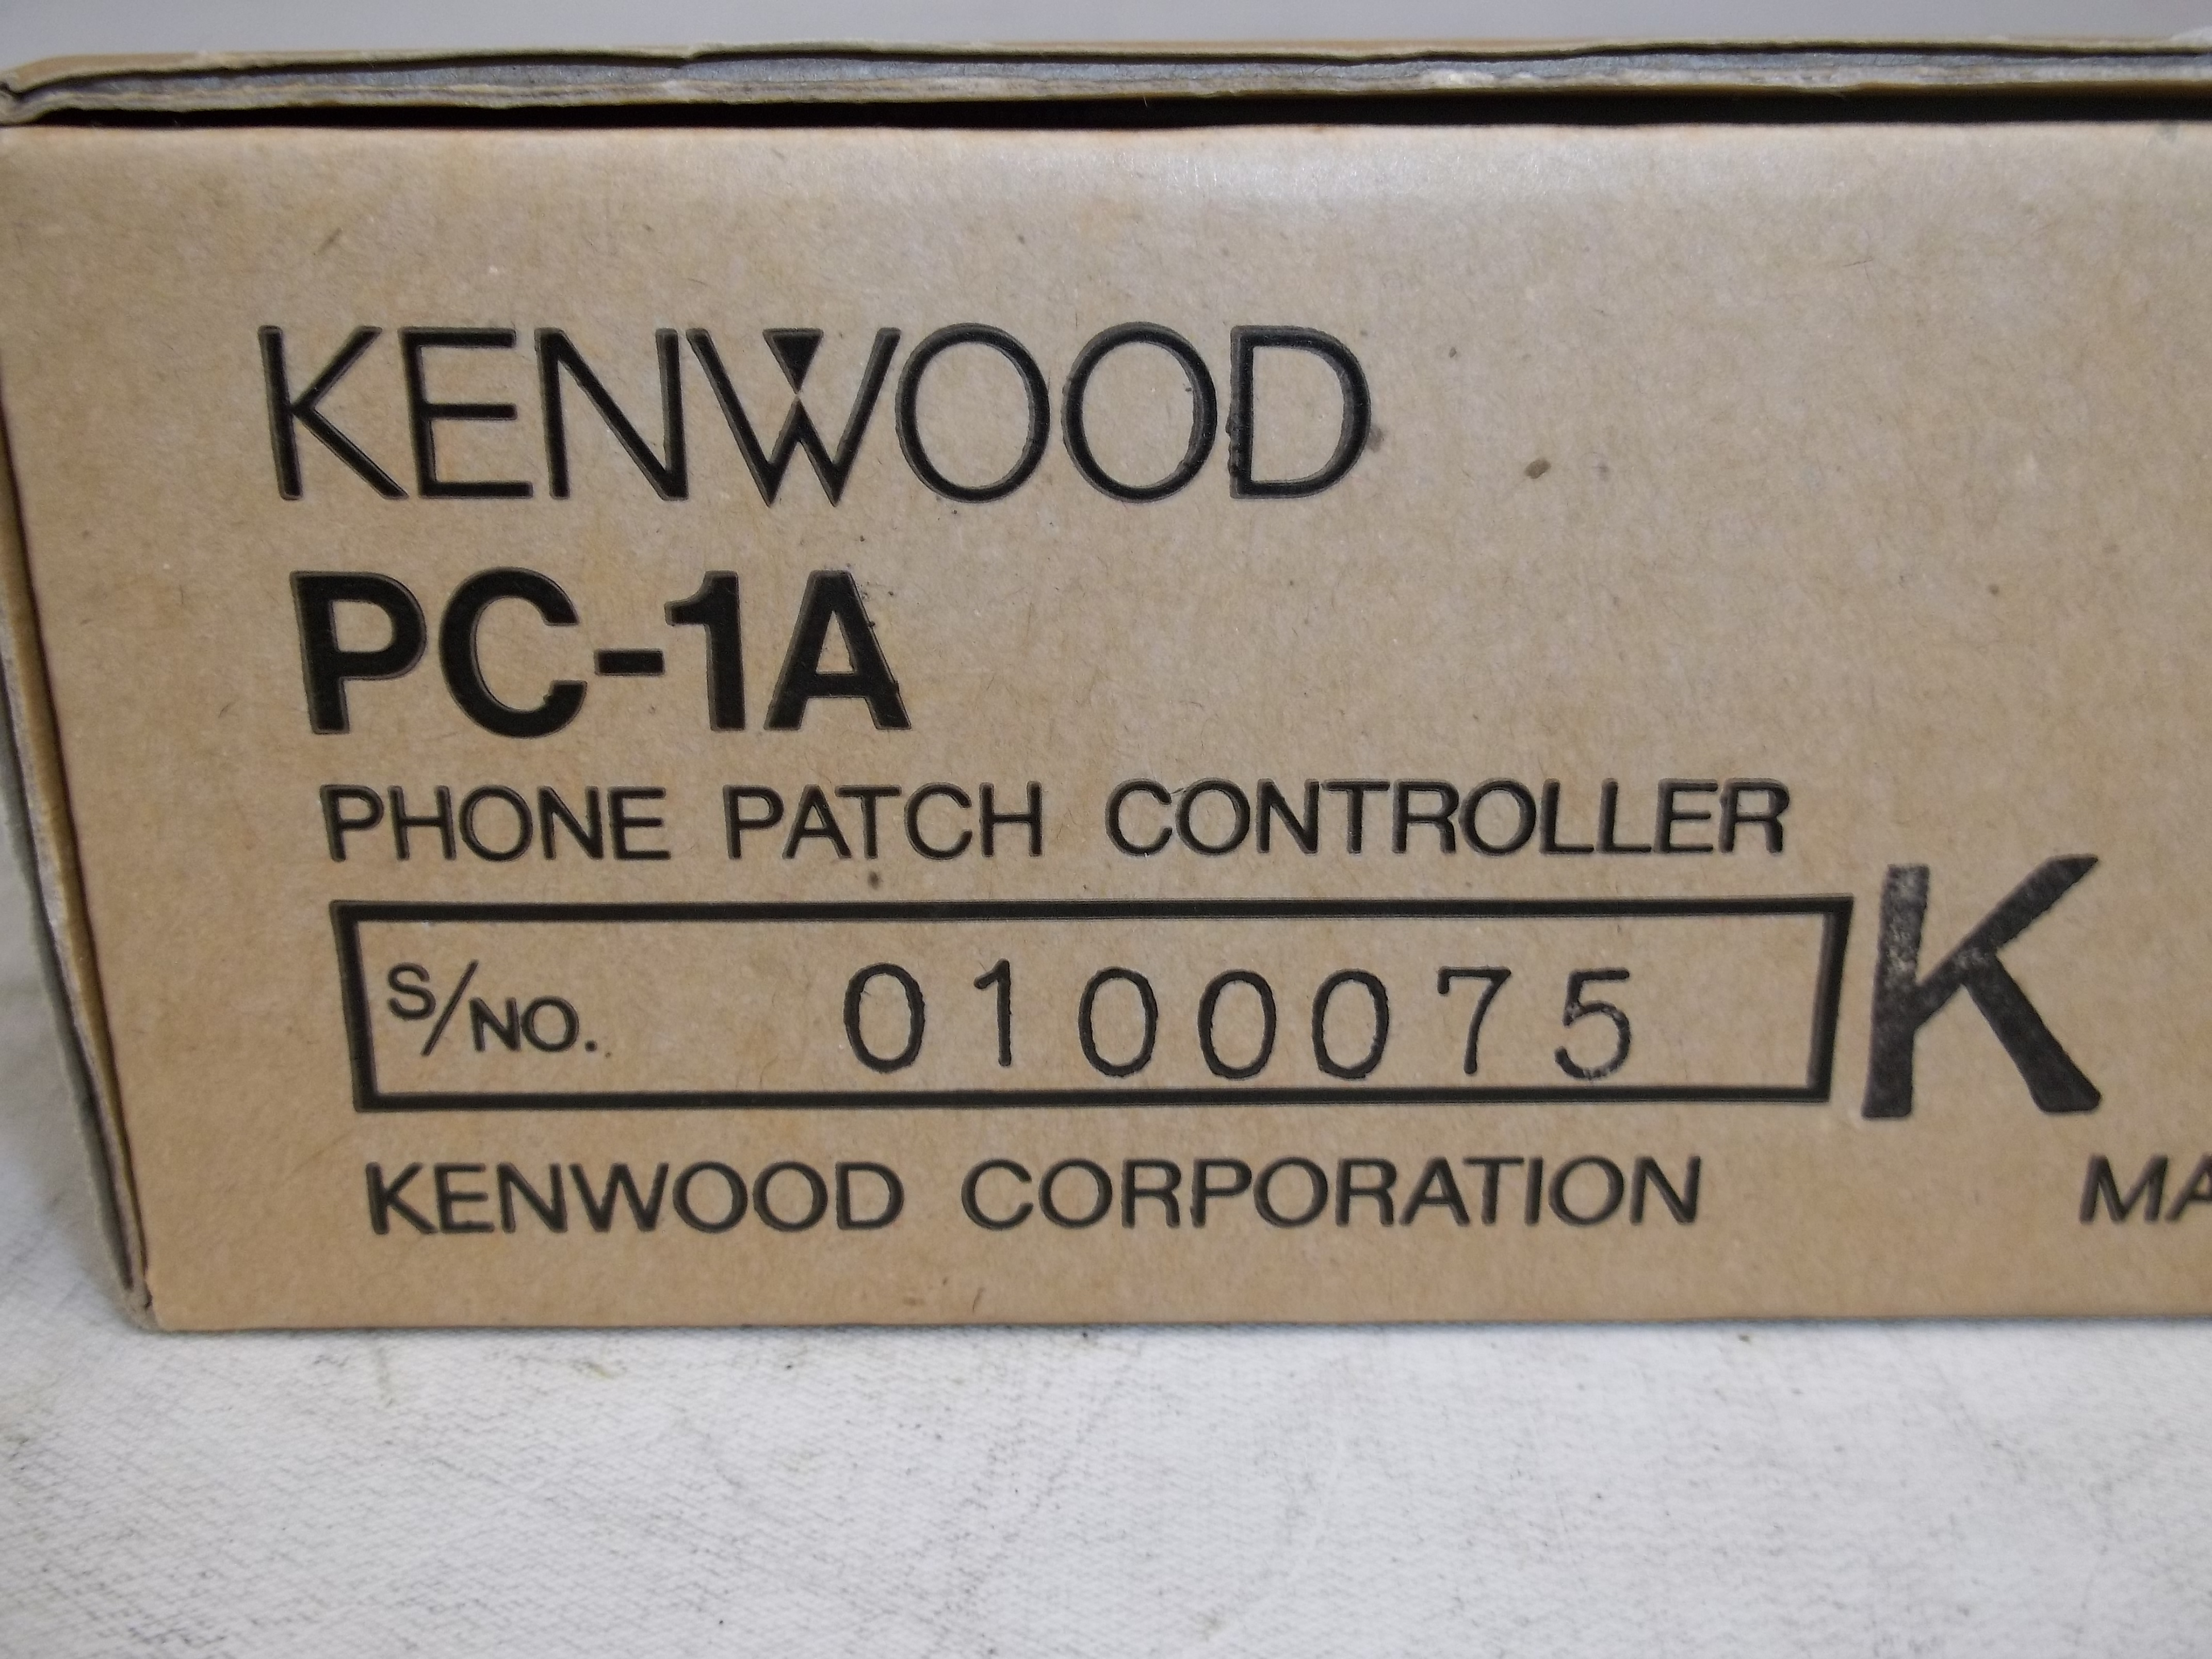 KENWOOD
PC-1A
PHONE PATCH CONTROLLER
S/NO. 0100075 K
KENWOOD CORPORATION